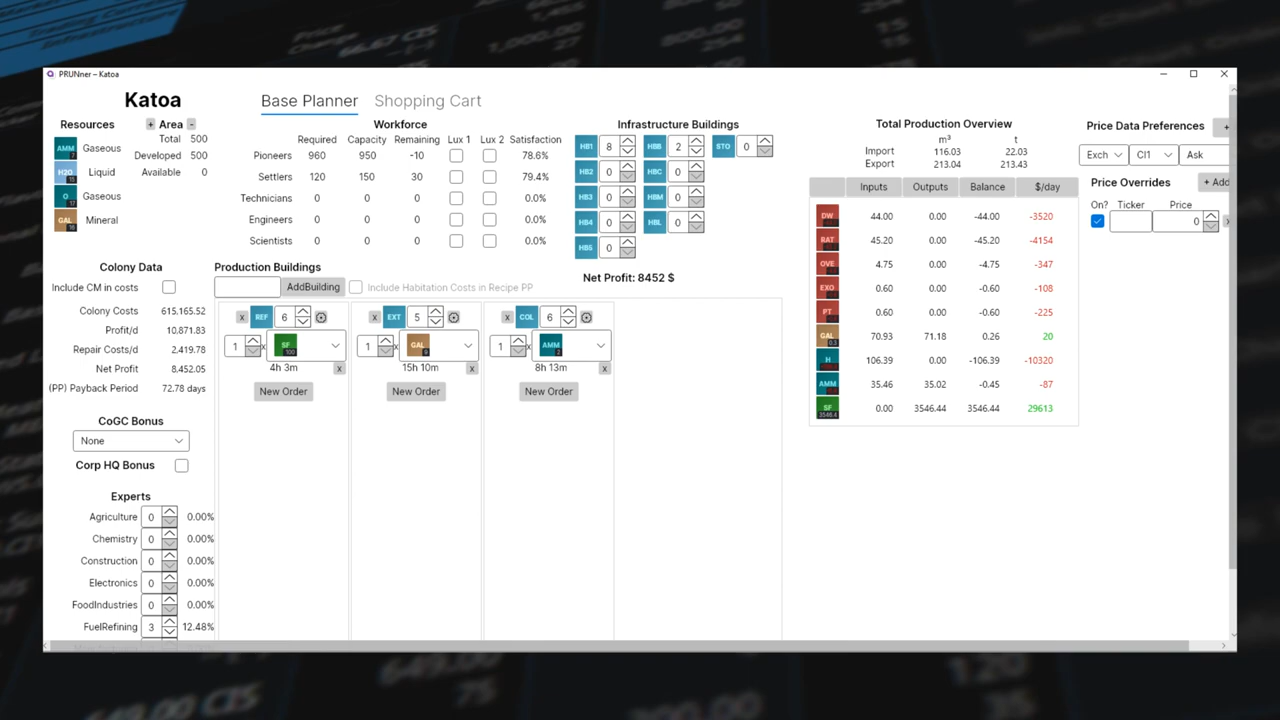 PRUNner – Katoa
Katoa
Base Planner
Shopping Cart
Resources
+ Area -
Total 500
Developed 500
Available 0
AMM Gaseous
H2O Liquid
O Gaseous
GAL Mineral
Workforce
Required Capacity Remaining Lux 1 Lux 2 Satisfaction
Pioneers 960 950 -10 78.6%
Settlers 120 150 30 79.4%
Technicians 0 0 0 0.0%
Engineers 0 0 0 0.0%
Scientists 0 0 0 0.0%
Infrastructure Buildings
HB1 8 HBB 2 STO 0
HB2 0 HBC 0
HB3 0 HBM 0
HB4 0 HBL 0
HB5 0
Net Profit: 8452 $
Total Production Overview
m³ t
Import 116.03 22.03
Export 213.04 213.43
Inputs Outputs Balance $/day
DW 44.00 0.00 -44.00 -3520
RAT 45.20 0.00 -45.20 -4154
OVE 4.75 0.00 -4.75 -347
EXO 0.60 0.00 -0.60 -108
PT 0.60 0.00 -0.60 -225
GAL 0.3 70.93 71.18 0.26 20
H 106.39 0.00 -106.39 -10320
AMM 35.46 35.02 -0.45 -87
SF 3546.4 0.00 3546.44 3546.44 29613
Price Data Preferences +
Exch CI1 Ask
Price Overrides + Add
On? Ticker Price
0 x
Colony Data
Include CM in costs
Colony Costs 615,165.52
Profit/d 10,871.83
Repair Costs/d 2,419.78
Net Profit 8,452.05
(PP) Payback Period 72.78 days
CoGC Bonus
None
Corp HQ Bonus
Experts
Agriculture 0 0.00%
Chemistry 0 0.00%
Construction 0 0.00%
Electronics 0 0.00%
FoodIndustries 0 0.00%
FuelRefining 3 12.48%
Production Buildings
AddBuilding Include Habitation Costs in Recipe PP
x REF 6
1 x SF 100
4h 3m x
New Order
x EXT 5
1 x GAL
15h 10m x
New Order
x COL 6
1 x AMM 2
8h 13m x
New Order